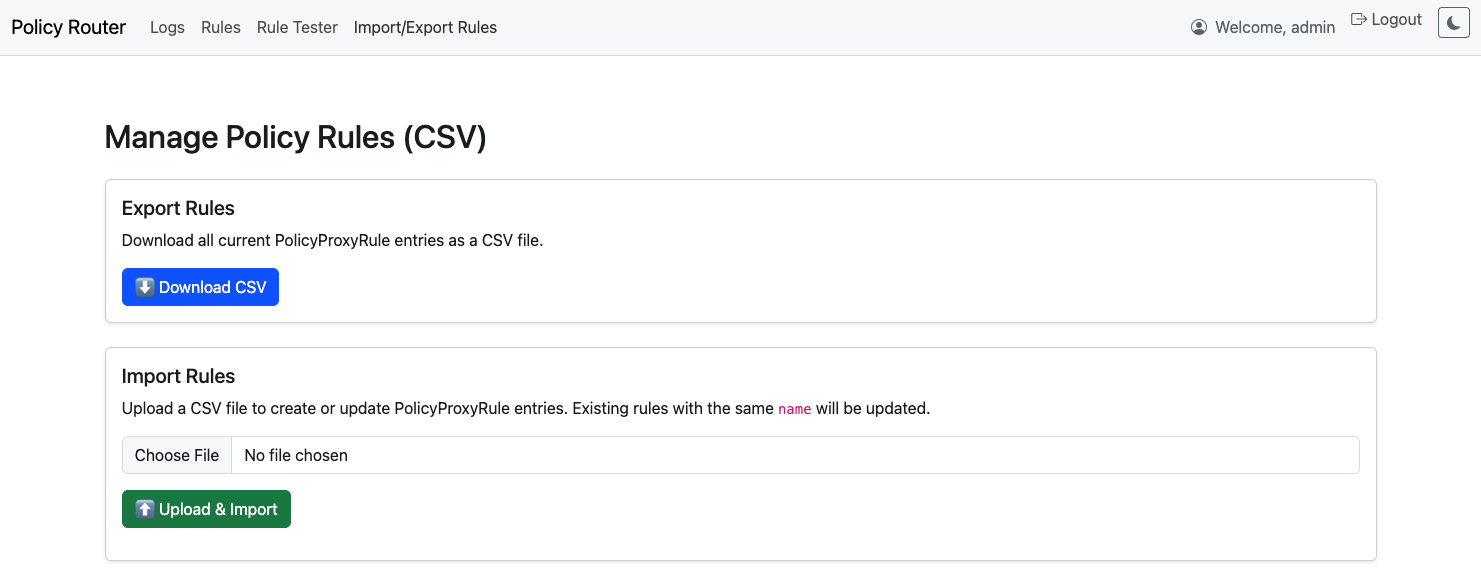 Policy Router Logs Rules Rule Tester Import/Export Rules Welcome, admin Logout
Manage Policy Rules (CSV)
Export Rules
Download all current PolicyProxyRule entries as a CSV file.
⬇️ Download CSV
Import Rules
Upload a CSV file to create or update PolicyProxyRule entries. Existing rules with the same name will be updated.
Choose File No file chosen
⬆️ Upload & Import